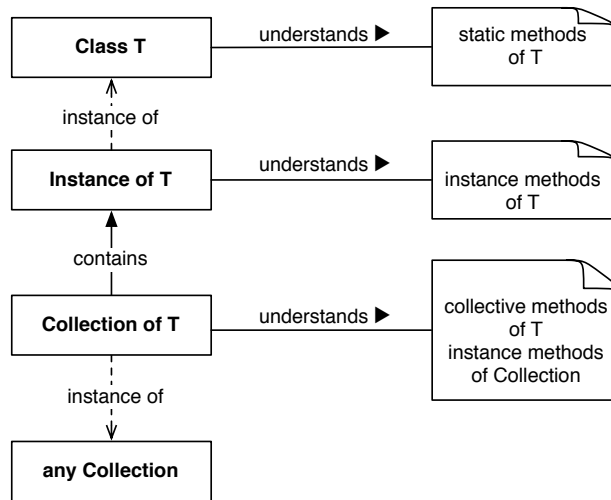 Class T
understands ▶
static methods
of T
instance of
Instance of T
understands ▶
instance methods
of T
contains
Collection of T
understands ▶
collective methods
of T
instance methods
of Collection
instance of
any Collection